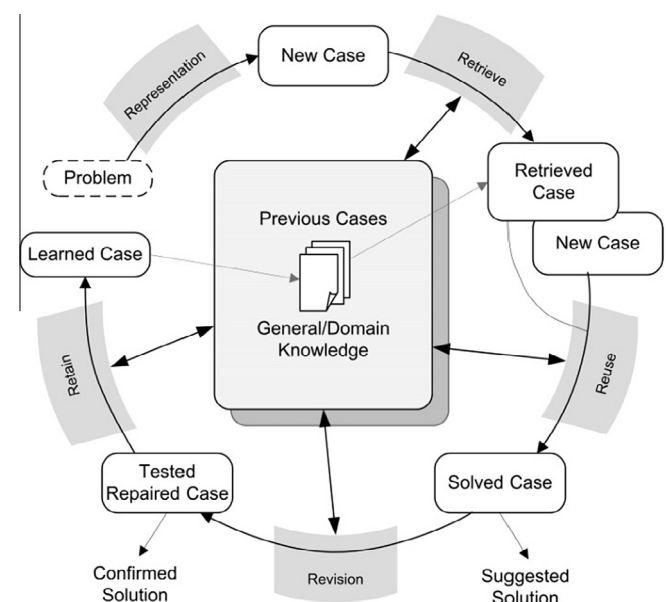 New Case
Representation
Retrieve
Problem
Retrieved
Case
New Case
Previous Cases
Learned Case
General/Domain
Knowledge
Retain
Reuse
Tested
Repaired Case
Solved Case
Revision
Confirmed
Solution
Suggested
Solution